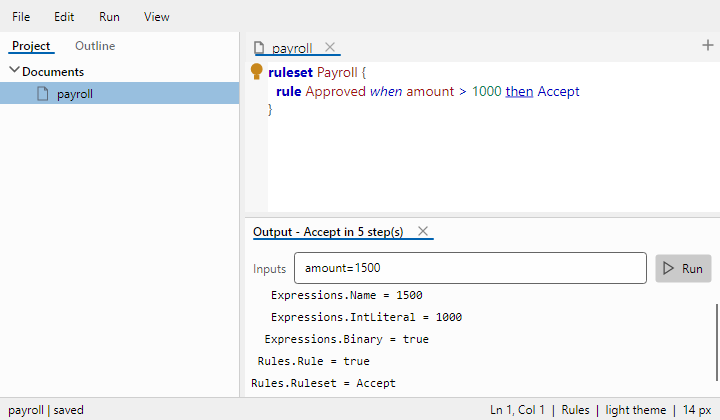 File Edit Run View
Project Outline
Documents
payroll
payroll
ruleset Payroll {
rule Approved when amount > 1000 then Accept
}
Output - Accept in 5 step(s)
Inputs amount=1500 Run
Expressions.Name = 1500
Expressions.IntLiteral = 1000
Expressions.Binary = true
Rules.Rule = true
Rules.Ruleset = Accept
payroll | saved Ln 1, Col 1 | Rules | light theme | 14 px